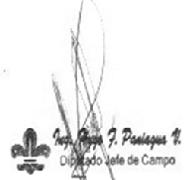 Ing. F. Paniagua V.
Diputado Jefe de Campo